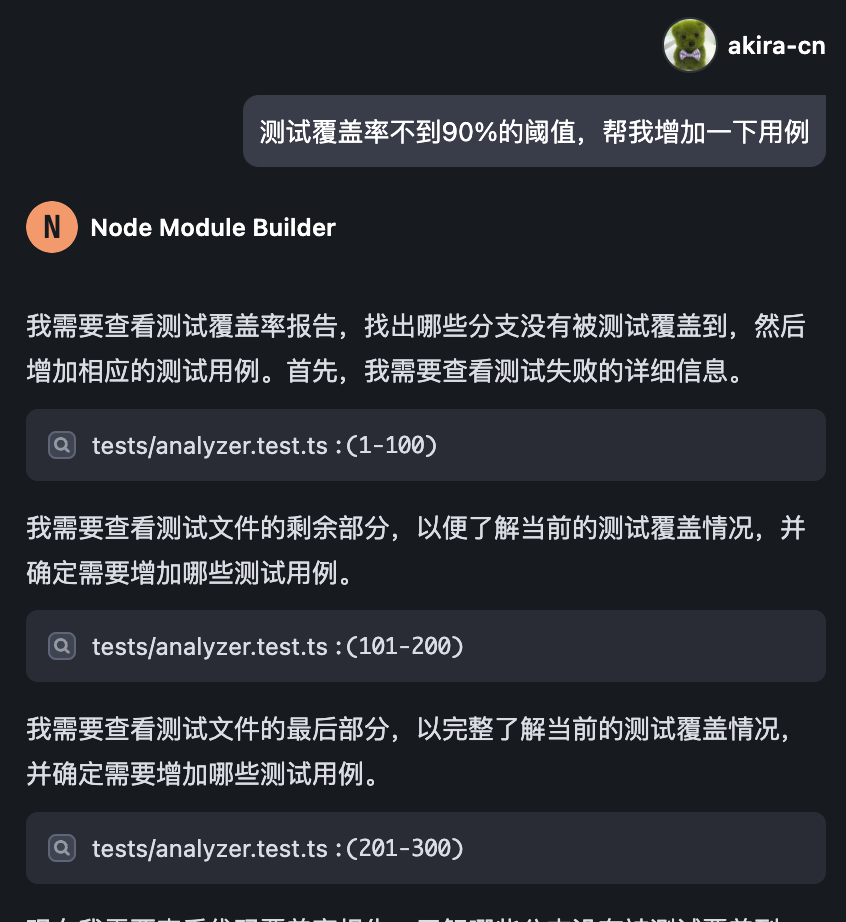 akira-cn
测试覆盖率不到90%的阈值，帮我增加一下用例
N
Node Module Builder
我需要查看测试覆盖率报告，找出哪些分支没有被测试覆盖到，然后
增加相应的测试用例。首先，我需要查看测试失败的详细信息。
tests/analyzer.test.ts :(1-100)
我需要查看测试文件的剩余部分，以便了解当前的测试覆盖情况，并
确定需要增加哪些测试用例。
tests/analyzer.test.ts :(101-200)
我需要查看测试文件的最后部分，以完整了解当前的测试覆盖情况，
并确定需要增加哪些测试用例。
tests/analyzer.test.ts :(201-300)